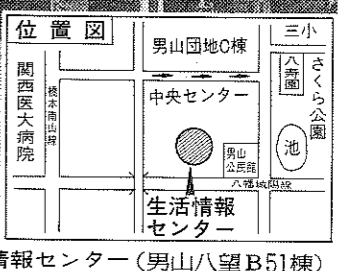 位置図
男山団地C棟
三小
八寿園
さくら公園
関西医大病院
橋本南山線
中央センター
男山
公民館
池
八幡城陽線
生活情報
センター
情報センター(男山八望B51棟)